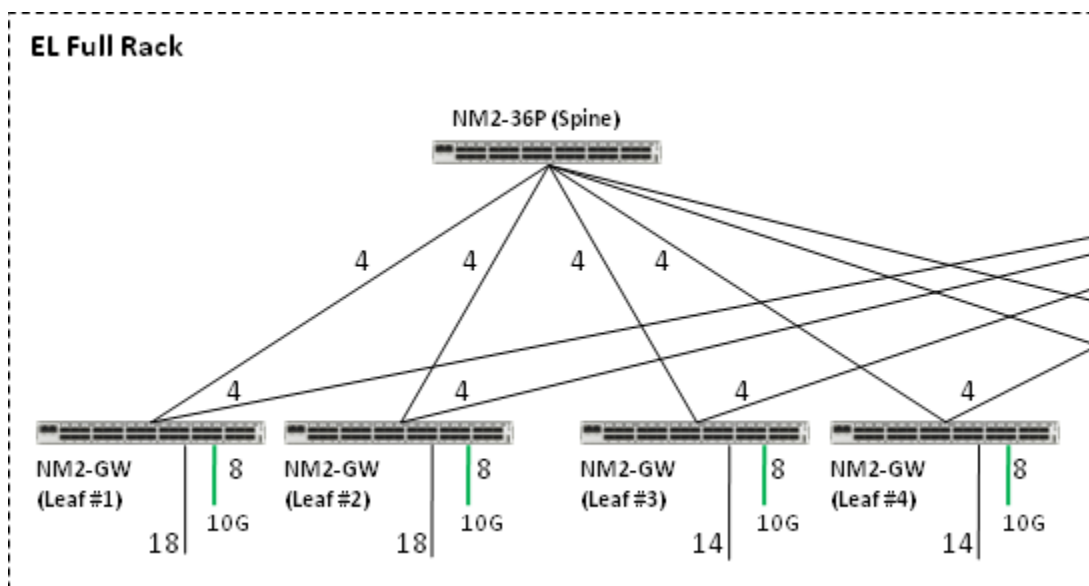 EL Full Rack
NM2-36P (Spine)
4
4
4
4
4
4
4
4
NM2-GW
(Leaf #1)
8
10G
18
NM2-GW
(Leaf #2)
8
10G
18
NM2-GW
(Leaf #3)
8
10G
14
NM2-GW
(Leaf #4)
8
10G
14